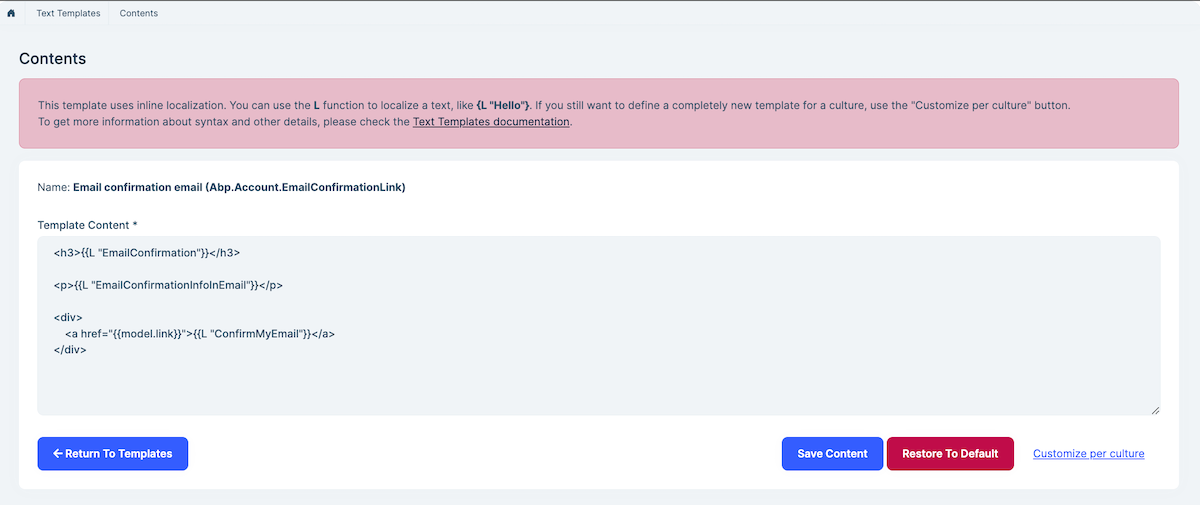 Text Templates Contents
Contents
This template uses inline localization. You can use the L function to localize a text, like {L "Hello"}. If you still want to define a completely new template for a culture, use the "Customize per culture" button.
To get more information about syntax and other details, please check the Text Templates documentation.
Name: Email confirmation email (Abp.Account.EmailConfirmationLink)
Template Content *
<h3>{{L "EmailConfirmation"}}</h3>
<p>{{L "EmailConfirmationInfoInEmail"}}</p>
<div>
<a href="{{model.link}}">{{L "ConfirmMyEmail"}}</a>
</div>
Return To Templates Save Content Restore To Default Customize per culture